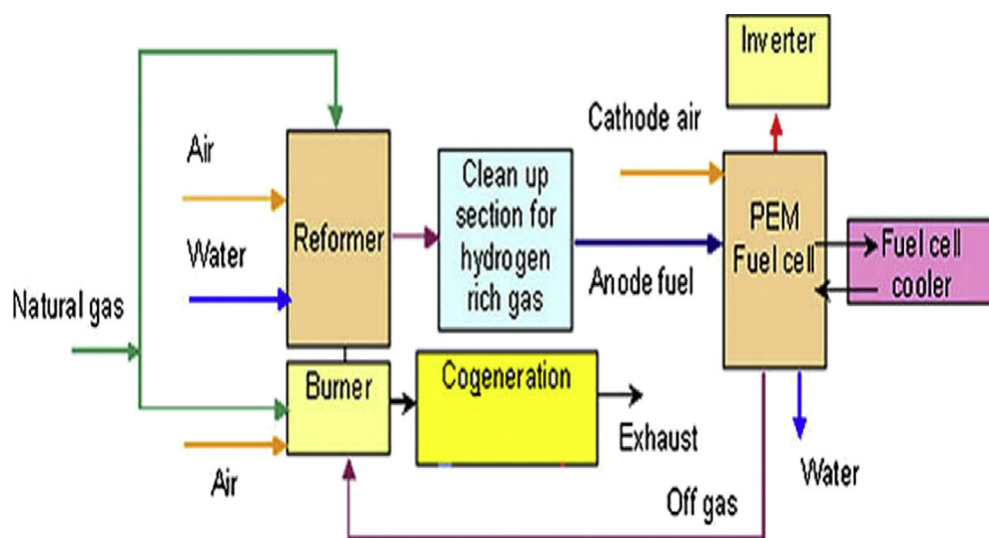 Inverter
Cathode air
Air
Clean up
section for
hydrogen
rich gas
PEM
Fuel cell
Reformer
Water
Fuel cell
cooler
Anode fuel
Natural gas
Burner
Cogeneration
Exhaust
Air
Off gas
Water